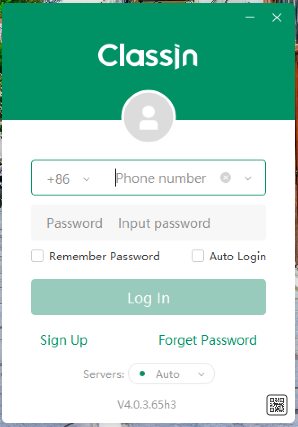 ClassIn
+86 Phone number
Password Input password
Remember Password Auto Login
Log In
Sign Up Forget Password
Servers: Auto
V4.0.3.65h3